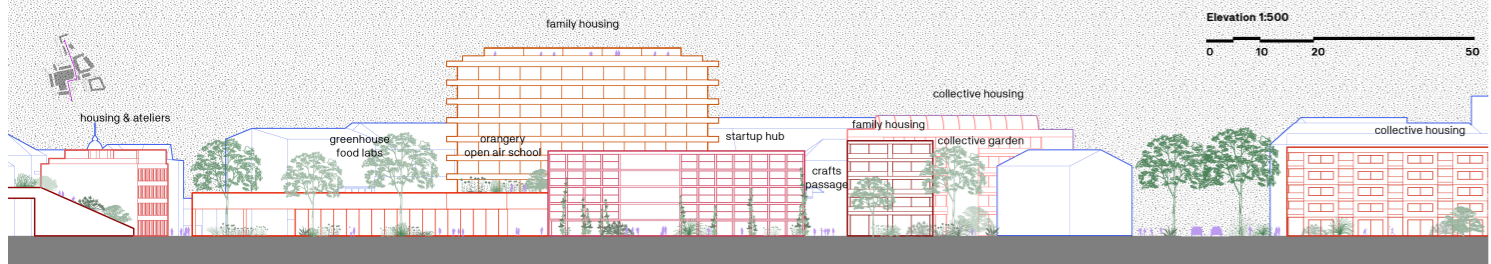 Elevation 1:500
0 10 20 50
family housing
collective housing
housing & ateliers
family housing
collective housing
greenhouse
food labs
orangery
open air school
startup hub
collective garden
crafts
passage